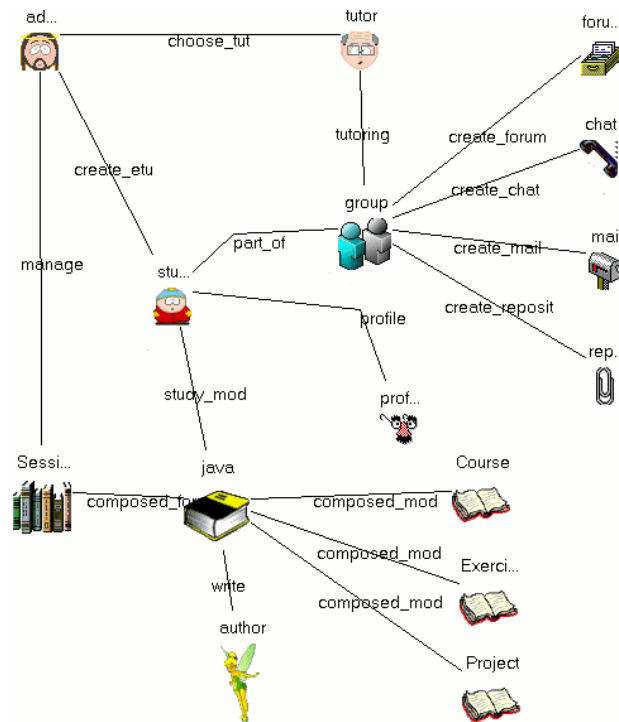 ad...
tutor
foru...
choose_tut
chat
tutoring
create_forum
create_etu
create_chat
group
part_of
create_mail
mai
manage
stu...
create_reposit
profile
rep...
study_mod
prof...
Sessi...
java
Course
composed_for
composed_mod
composed_mod
Exerci...
write
composed_mod
author
Project